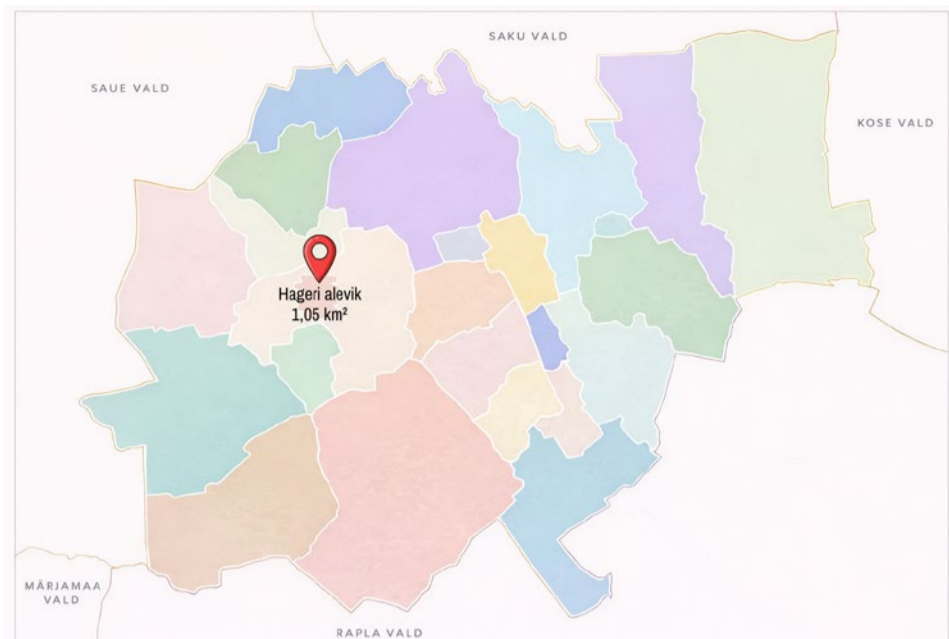 SAKU VALD
SAUE VALD
KOSE VALD
Hageri alevik
1,05 km²
MÄRJAMAA
VALD
RAPLA VALD